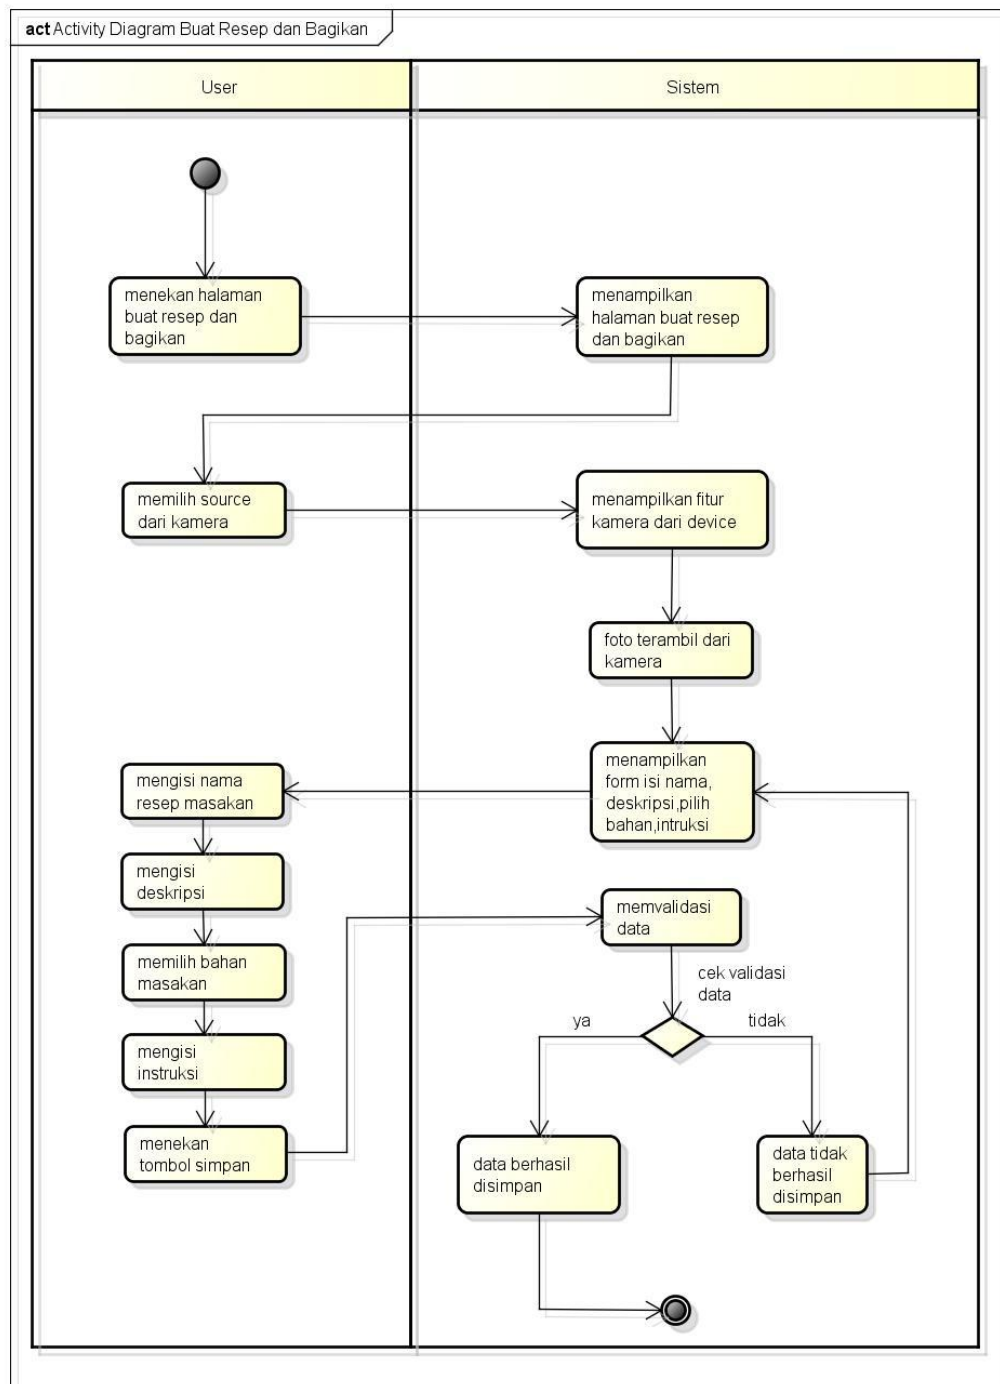 act Activity Diagram Buat Resep dan Bagikan
User
Sistem
menekan halaman
buat resep dan
bagikan
menampilkan
halaman buat resep
dan bagikan
memilih source
dari kamera
menampilkan fitur
kamera dari device
foto terambil dari
kamera
menampilkan
form isi nama,
deskripsi,pilih
bahan,intruksi
mengisi nama
resep masakan
mengisi
deskripsi
memilih bahan
masakan
mengisi
instruksi
menekan
tombol simpan
memvalidasi
data
cek validasi
data
ya
tidak
data berhasil
disimpan
data tidak
berhasil
disimpan